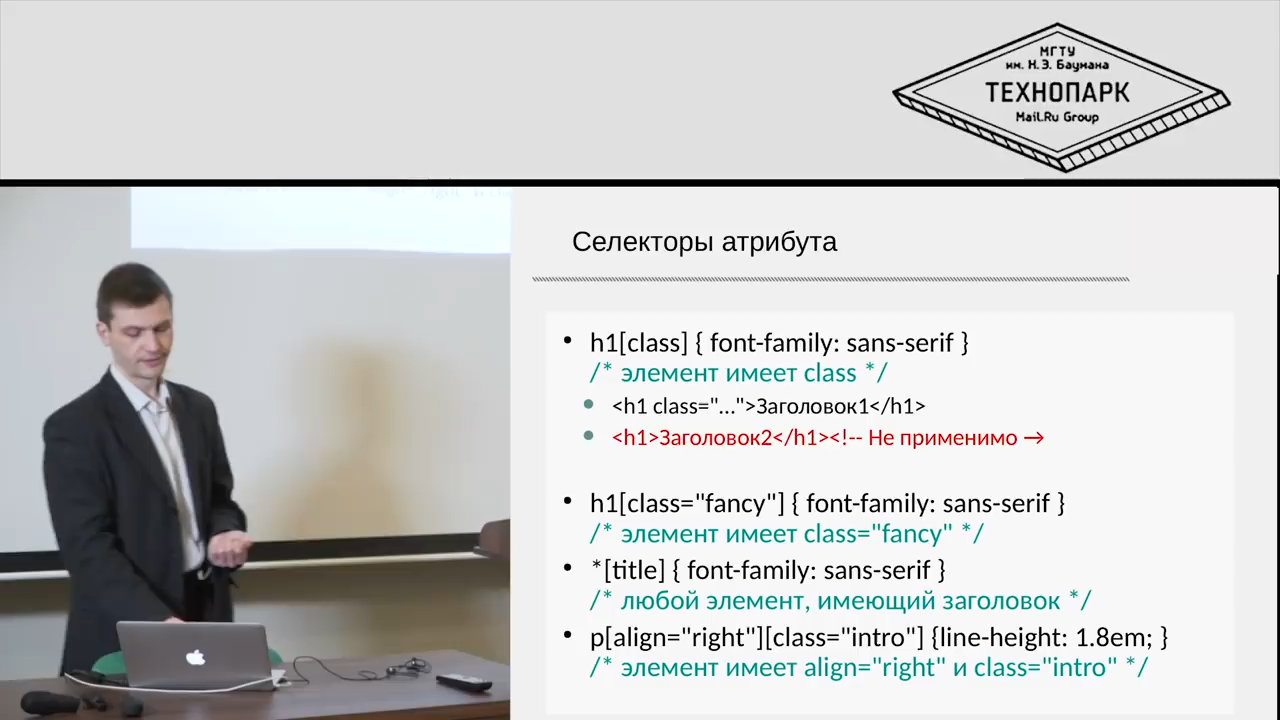 МГТУ
им. Н.Э. Баумана
ТЕХНОПАРК
Mail.Ru Group
Селекторы атрибута
h1[class] { font-family: sans-serif }
/* элемент имеет class */
<h1 class="...">Заголовок1</h1>
<h1>Заголовок2</h1><!-- Не применимо →
h1[class="fancy"] { font-family: sans-serif }
/* элемент имеет class="fancy" */
*[title] { font-family: sans-serif }
/* любой элемент, имеющий заголовок */
p[align="right"][class="intro"] {line-height: 1.8em; }
/* элемент имеет align="right" и class="intro" */